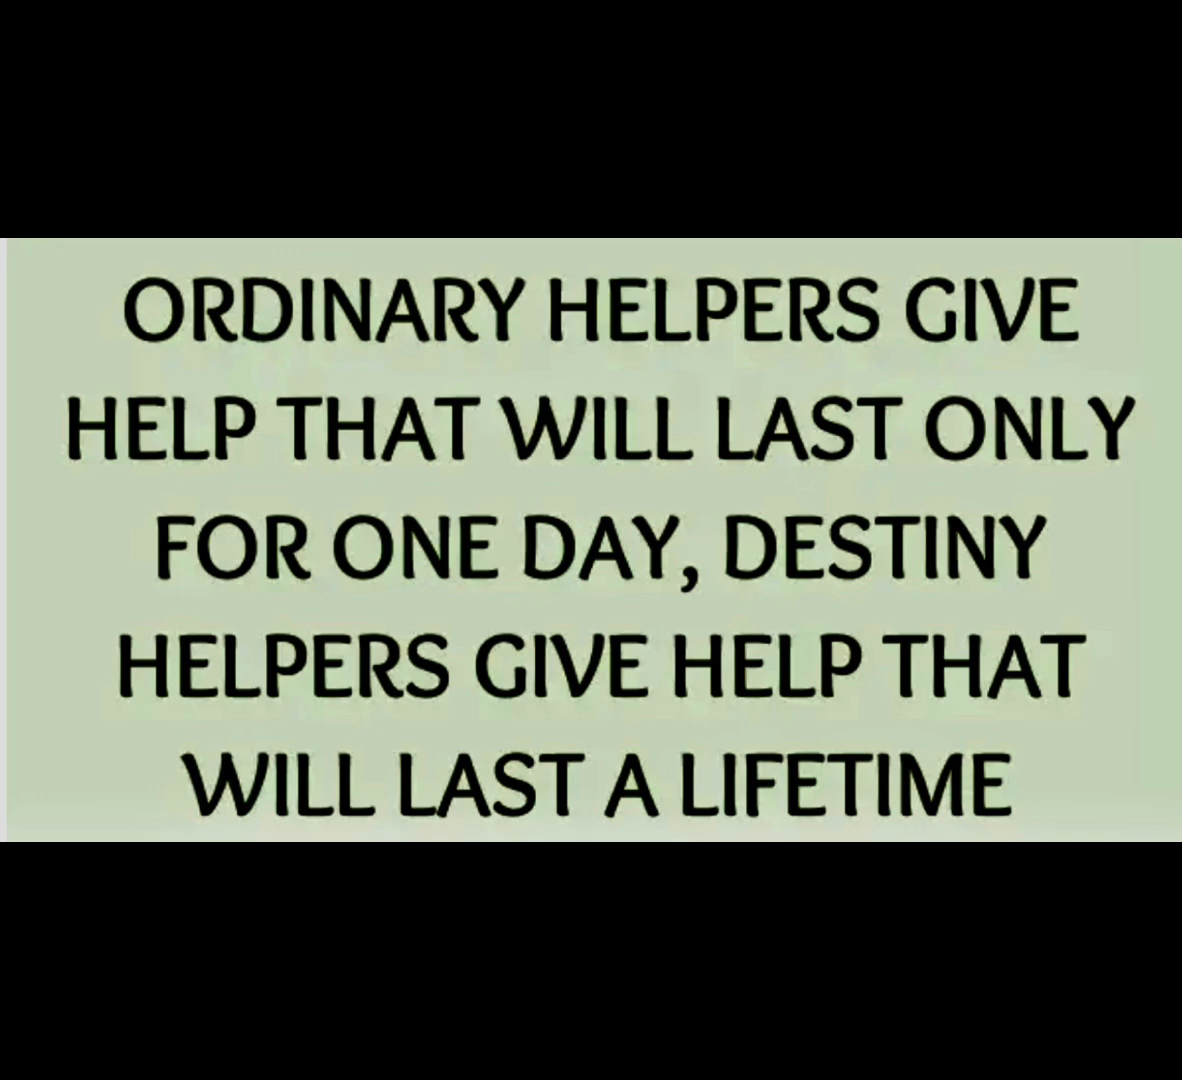 ORDINARY HELPERS GIVE
HELP THAT WILL LAST ONLY
FOR ONE DAY, DESTINY
HELPERS GIVE HELP THAT
WILL LAST A LIFETIME